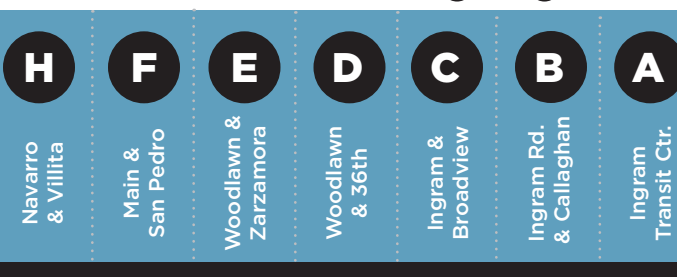 H
Navarro
& Villita
F
Main &
San Pedro
E
Woodlawn &
Zarzamora
D
Woodlawn
& 36th
C
Ingram &
Broadview
B
Ingram Rd.
& Callaghan
A
Ingram
Transit Ctr.